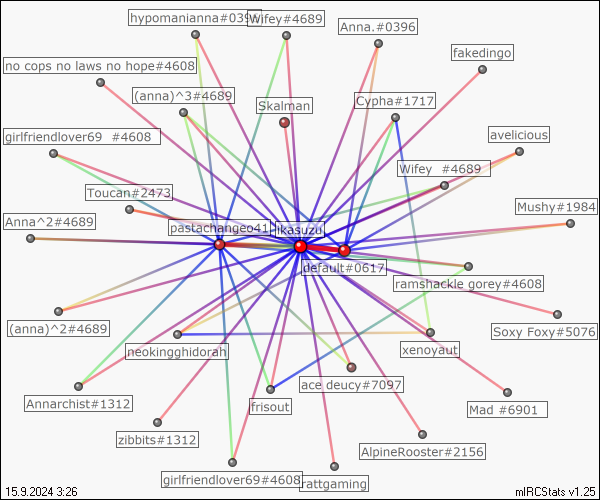 hypomanianna#0396
Wifey#4689
Anna.#0396
fakedingo
no cops no laws no hope#4608
(anna)^3#4689
Skalman
Cypha#1717
girlfriendlover69 #4608
avelicious
Wifey #4689
Toucan#2473
Mushy#1984
Anna^2#4689
pastachangeo41
ikasuzu
default#0617
ramshackle gorey#4608
(anna)^2#4689
Soxy Foxy#5076
neokingghidorah
xenoyaut
ace deucy#7097
Annarchist#1312
frisout
Mad #6901
zibbits#1312
AlpineRooster#2156
girlfriendlover69#4608
rattgaming
15.9.2024 3:26
mIRCStats v1.25